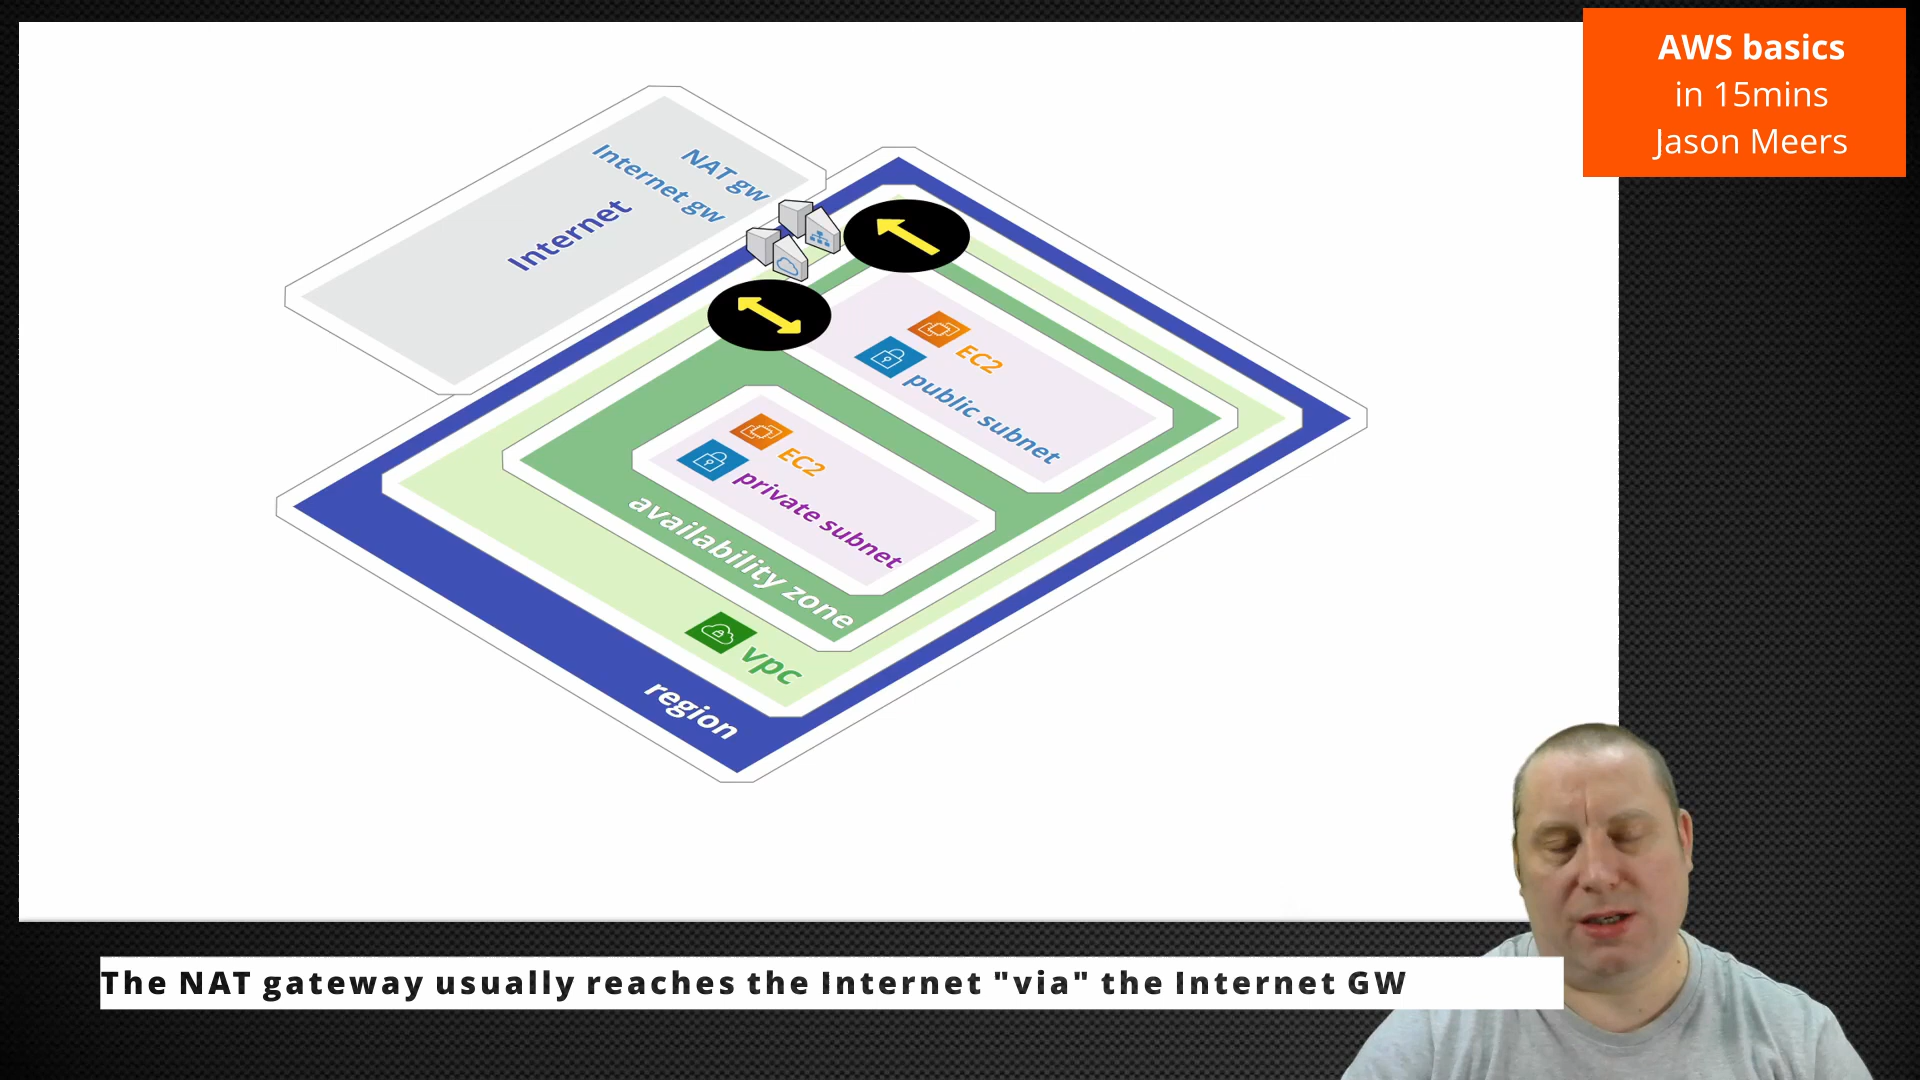 AWS basics
in 15mins
Jason Meers
NAT gw
Internet gw
Internet
EC2
public subnet
EC2
private subnet
availability zone
vpc
region
The NAT gateway usually reaches the Internet "via" the Internet GW